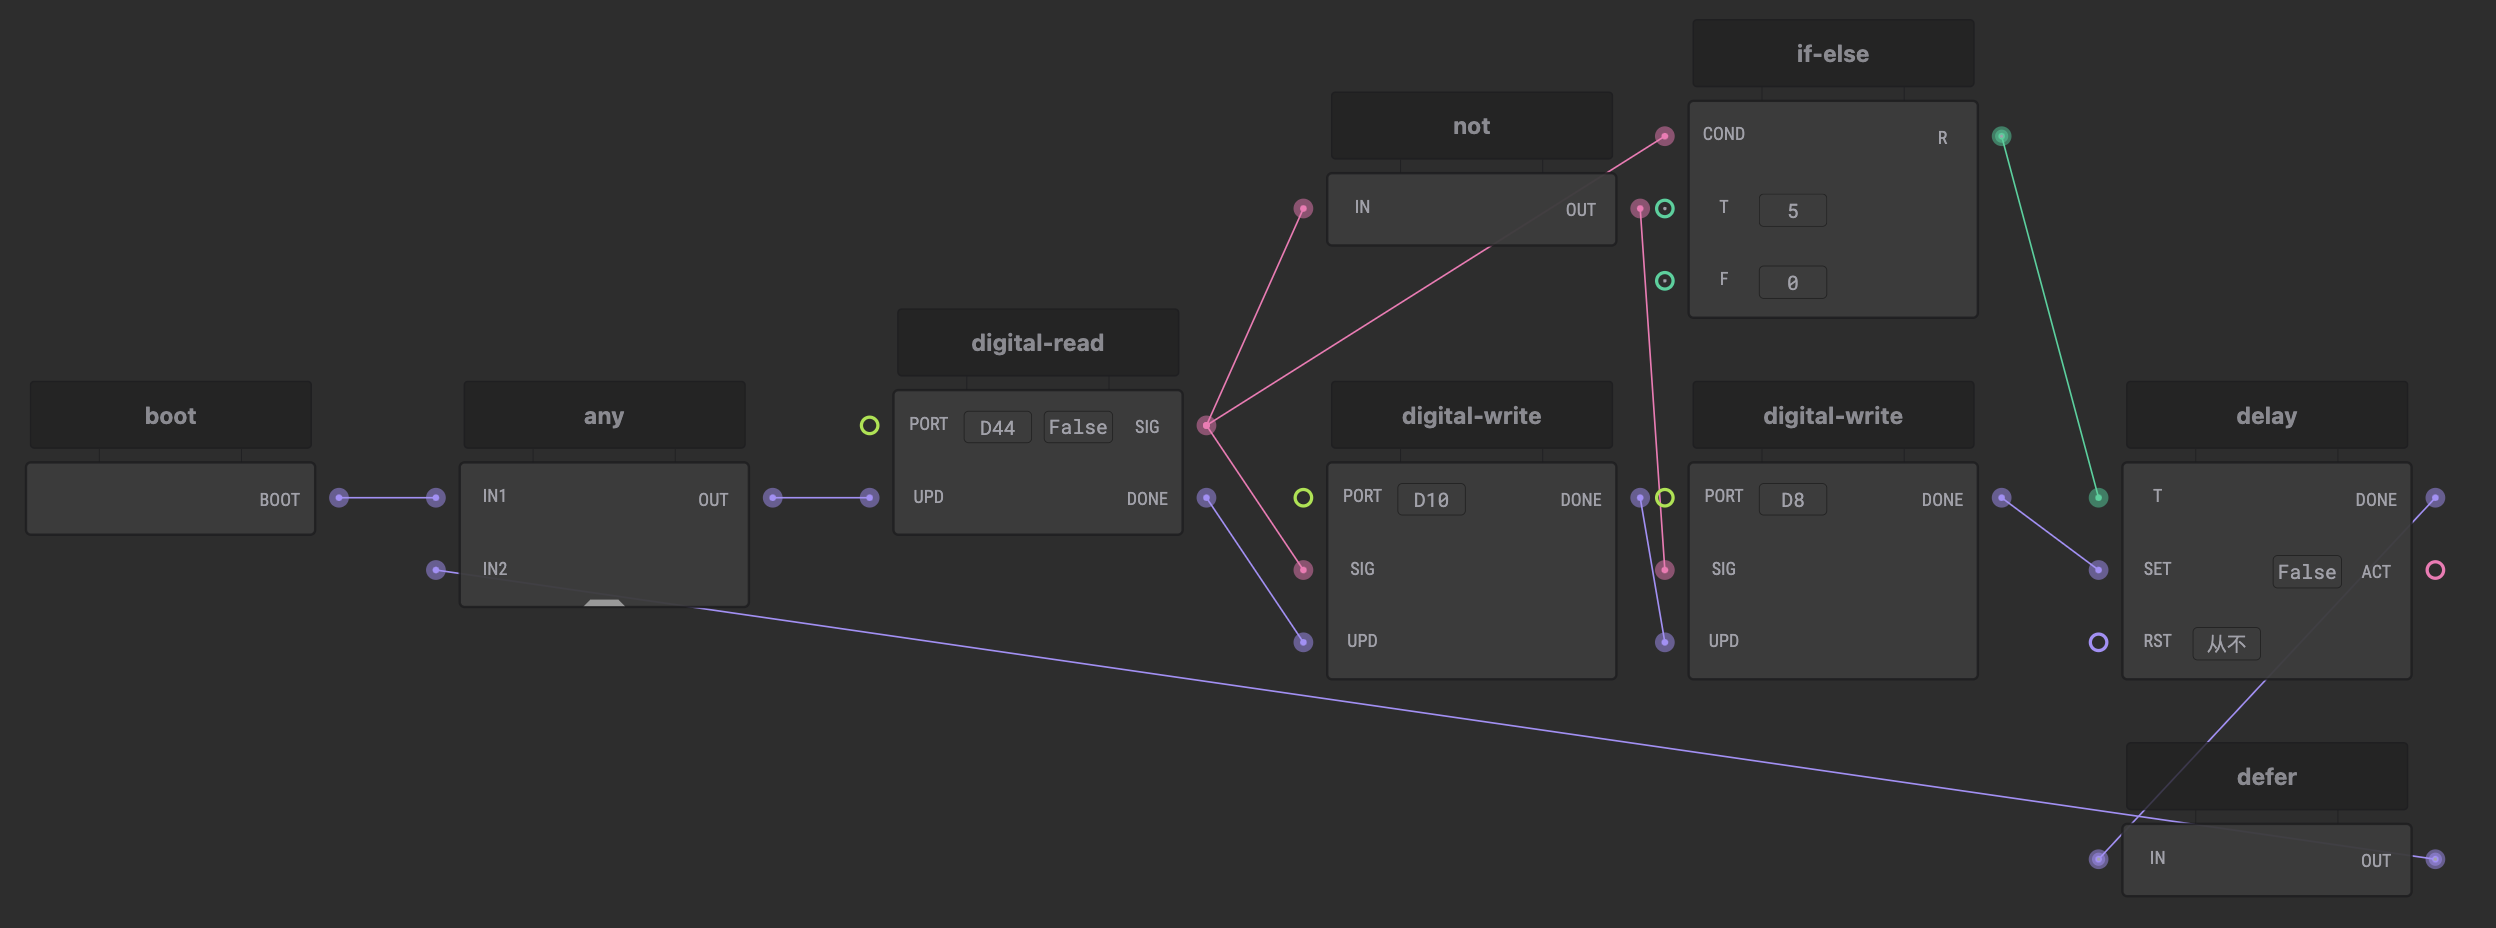 if-else
COND
R
T
5
F
0
not
IN
OUT
digital-read
PORT D44 False SIG
UPD
DONE
boot
BOOT
any
IN1
OUT
IN2
digital-write
PORT D10
DONE
SIG
UPD
digital-write
PORT D8
DONE
SIG
UPD
delay
T
DONE
SET
False ACT
RST 从不
defer
IN
OUT